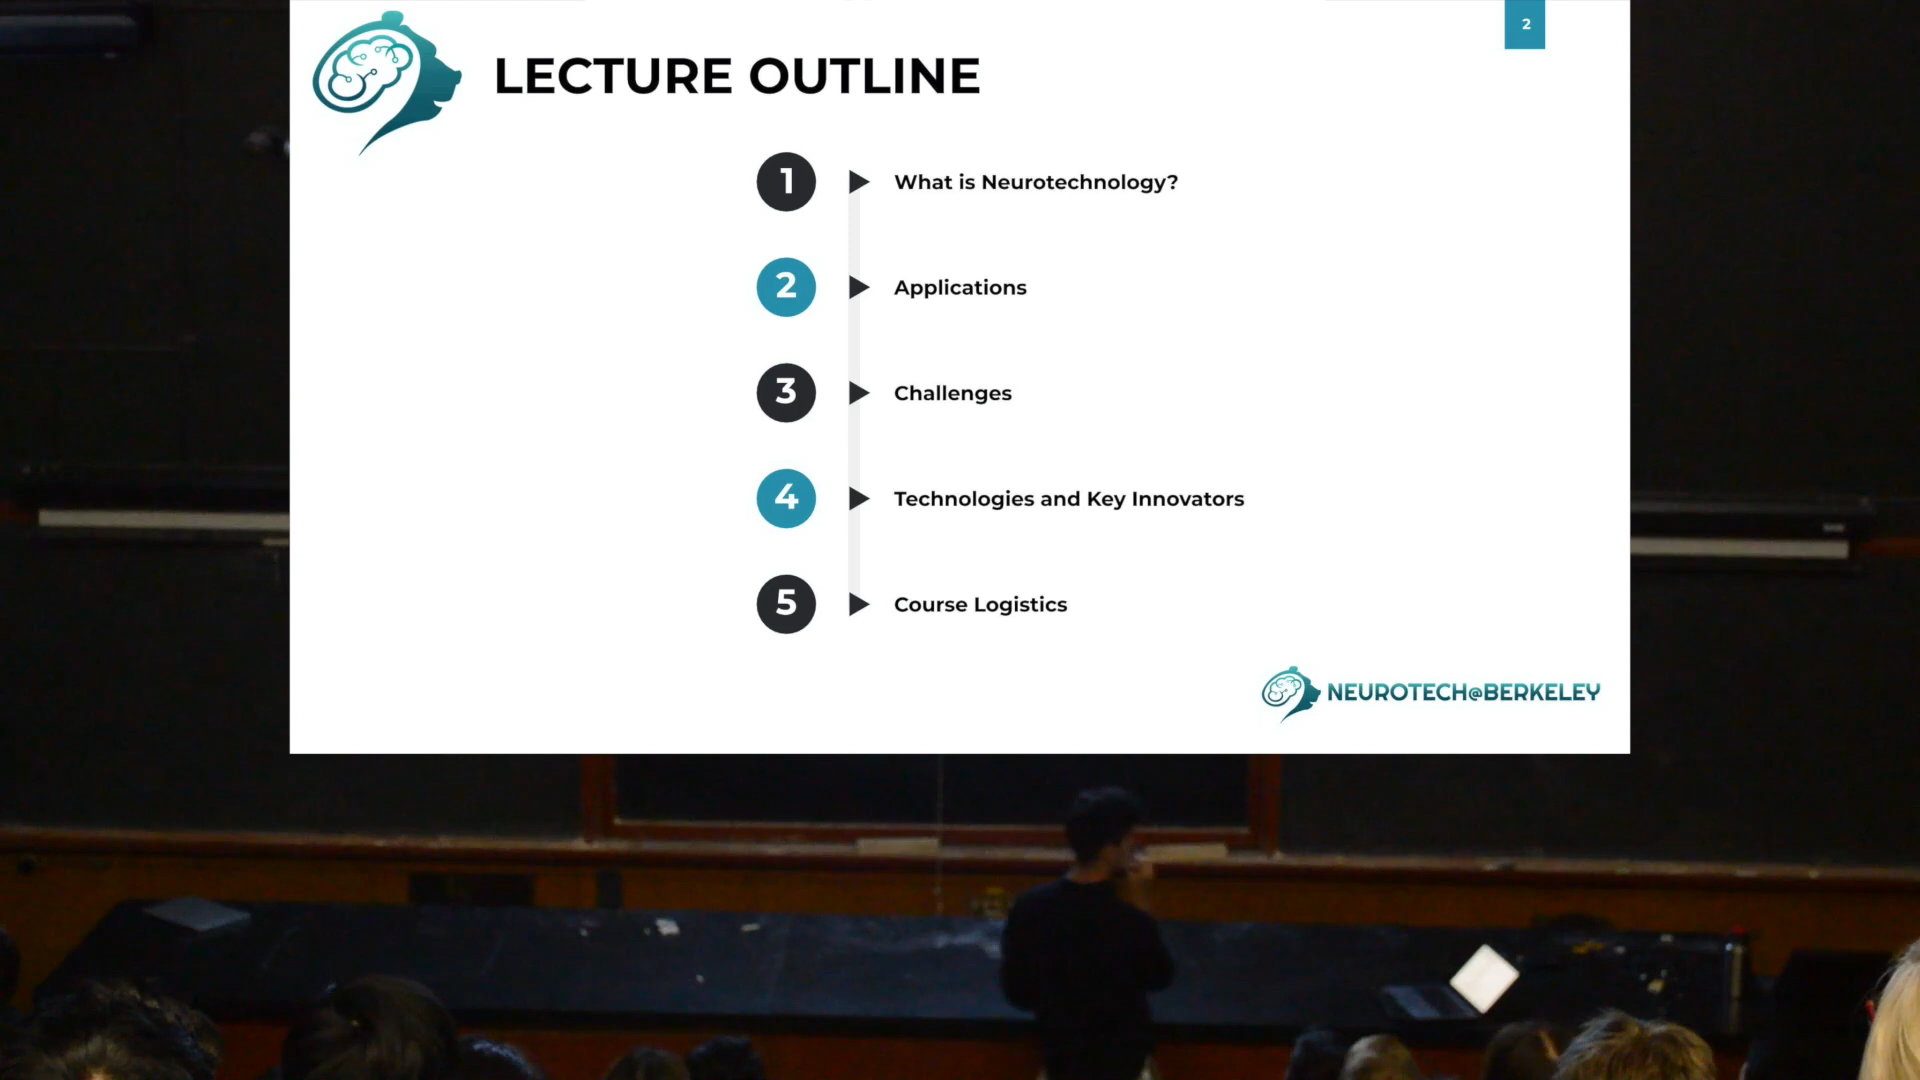 2
LECTURE OUTLINE
1 What is Neurotechnology?
2 Applications
3 Challenges
4 Technologies and Key Innovators
5 Course Logistics
NEUROTECH@BERKELEY